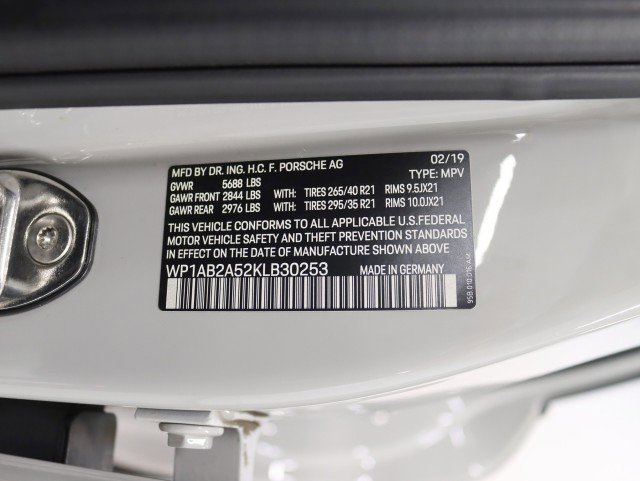 MFD BY DR. ING. H.C. F. PORSCHE AG 02/19
GVWR 5688 LBS TYPE: MPV
GAWR FRONT 2844 LBS WITH: TIRES 265/40 R21 RIMS 9.5JX21
GAWR REAR 2976 LBS WITH: TIRES 295/35 R21 RIMS 10.0JX21
THIS VEHICLE CONFORMS TO ALL APPLICABLE U.S.FEDERAL
MOTOR VEHICLE SAFETY AND THEFT PREVENTION STANDARDS
IN EFFECT ON THE DATE OF MANUFACTURE SHOWN ABOVE
WP1AB2A52KLB30253 MADE IN GERMANY